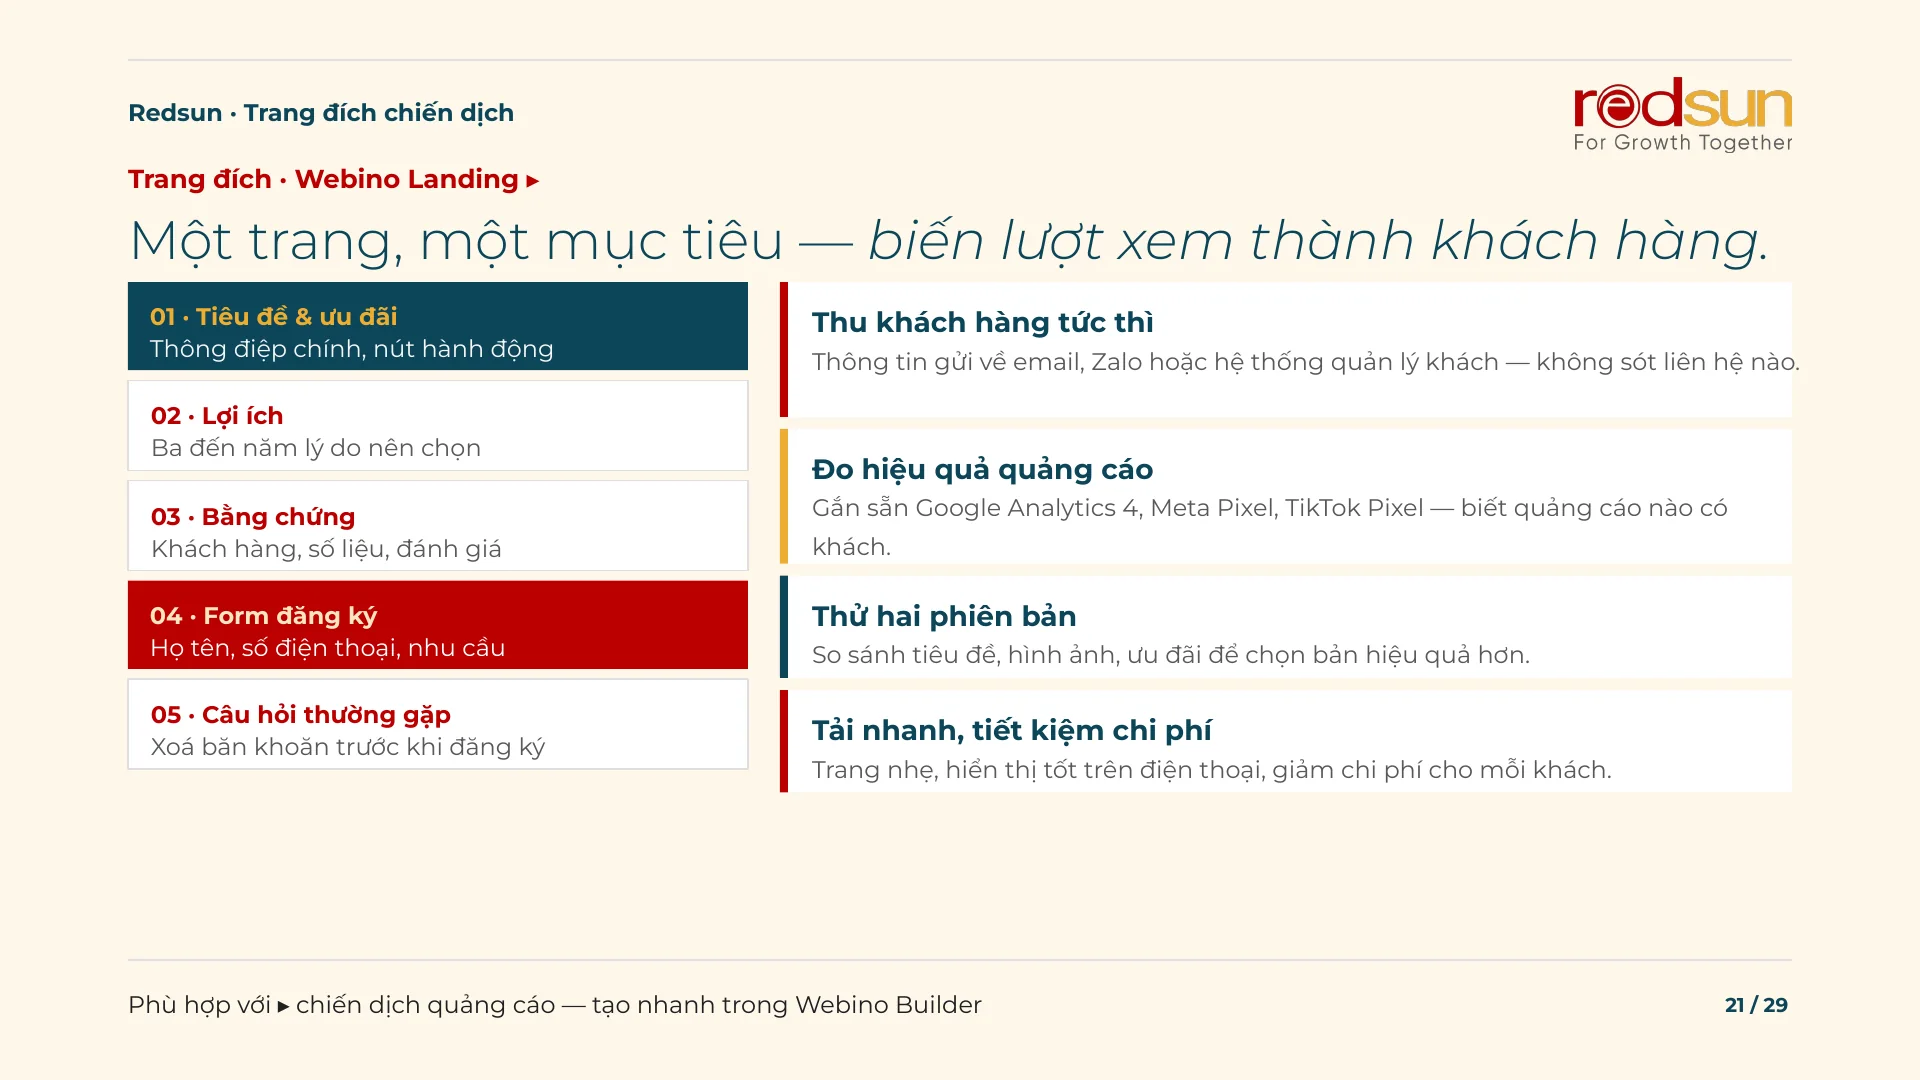 Redsun · Trang đích chiến dịch
redsun
For Growth Together
Trang đích · Webino Landing ▸
Một trang, một mục tiêu — biến lượt xem thành khách hàng.
01 · Tiêu đề & ưu đãi
Thông điệp chính, nút hành động
02 · Lợi ích
Ba đến năm lý do nên chọn
03 · Bằng chứng
Khách hàng, số liệu, đánh giá
04 · Form đăng ký
Họ tên, số điện thoại, nhu cầu
05 · Câu hỏi thường gặp
Xoá băn khoăn trước khi đăng ký
Thu khách hàng tức thì
Thông tin gửi về email, Zalo hoặc hệ thống quản lý khách — không sót liên hệ nào.
Đo hiệu quả quảng cáo
Gắn sẵn Google Analytics 4, Meta Pixel, TikTok Pixel — biết quảng cáo nào có
khách.
Thử hai phiên bản
So sánh tiêu đề, hình ảnh, ưu đãi để chọn bản hiệu quả hơn.
Tải nhanh, tiết kiệm chi phí
Trang nhẹ, hiển thị tốt trên điện thoại, giảm chi phí cho mỗi khách.
Phù hợp với ▸ chiến dịch quảng cáo — tạo nhanh trong Webino Builder
21 / 29